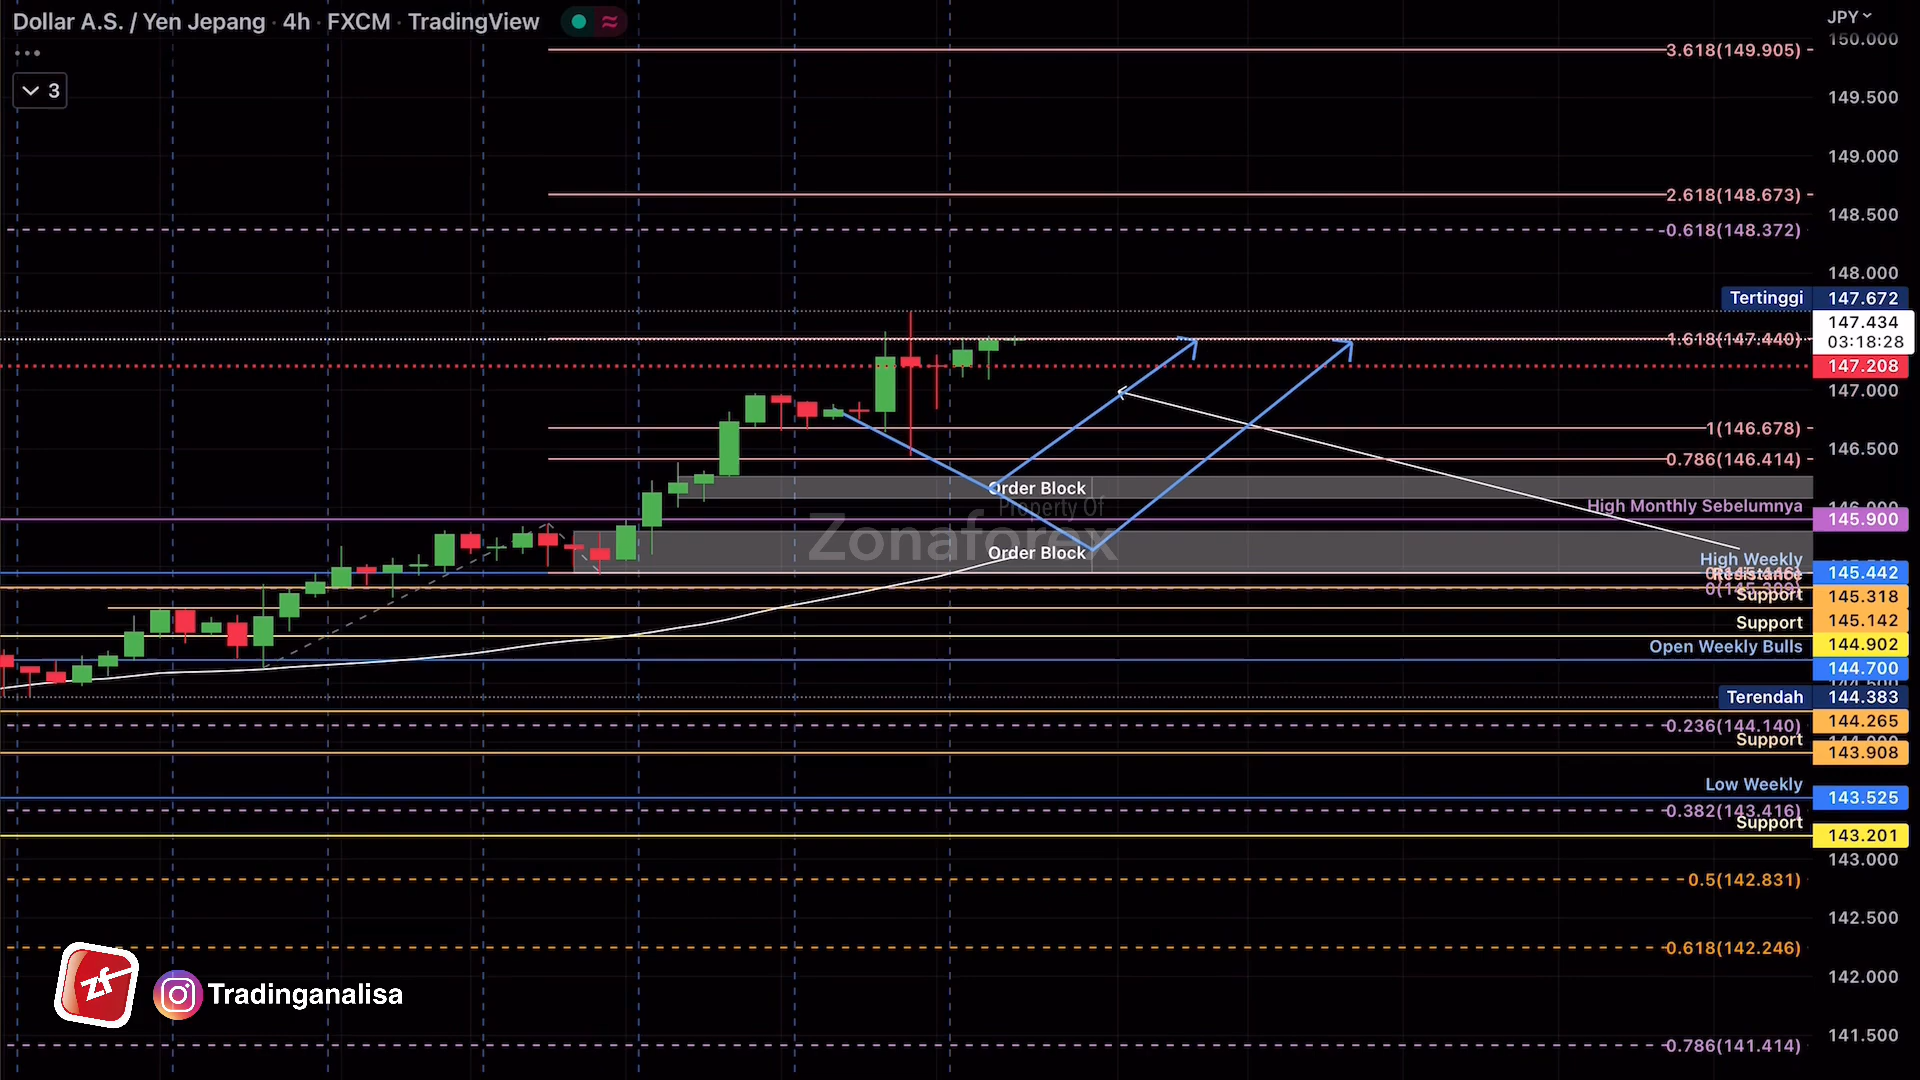 Dollar A.S. / Yen Jepang · 4h · FXCM · TradingView
JPY
150.000
3.618(149.905)
3
149.500
149.000
2.618(148.673)
148.500
-0.618(148.372)
148.000
Tertinggi 147.672
147.434
1.618(147.440) 03:18:28
147.208
147.000
1(146.678)
146.500
0.786(146.414)
Order Block
Property Of
High Monthly Sebelumnya
145.900
Zonaforex
Order Block
High Weekly
145.442
Resistance
Support 145.318
145.142
Support
144.902
Open Weekly Bulls
144.700
Terendah 144.383
144.265
0.236(144.140)
Support
143.908
Low Weekly
143.525
0.382(143.416)
Support
143.201
143.000
0.5(142.831)
142.500
0.618(142.246)
142.000
zf Tradinganalisa
141.500
0.786(141.414)